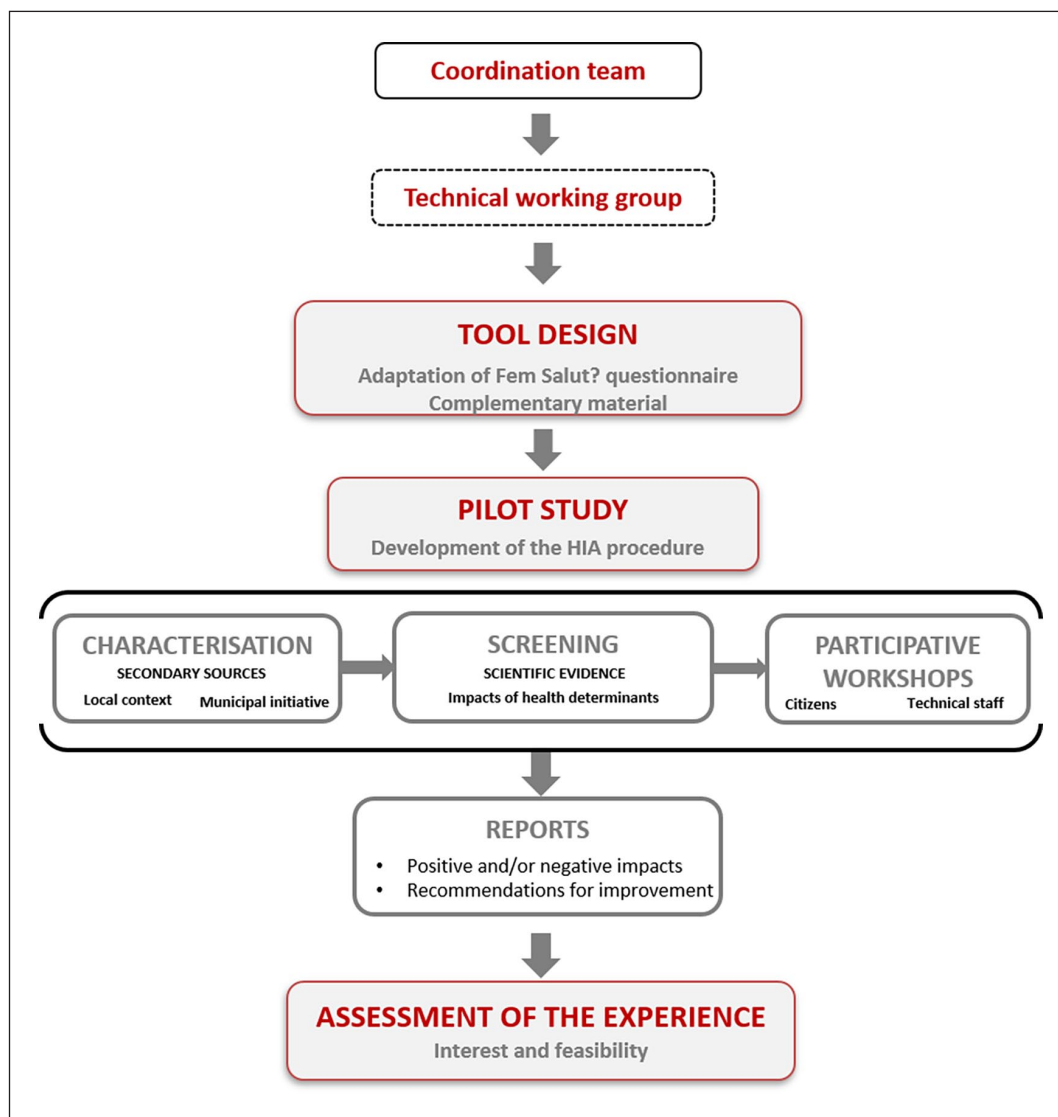 Coordination team
Technical working group
TOOL DESIGN
Adaptation of Fem Salut? questionnaire
Complementary material
PILOT STUDY
Development of the HIA procedure
CHARACTERISATION
SECONDARY SOURCES
Local context Municipal initiative
SCREENING
SCIENTIFIC EVIDENCE
Impacts of health determinants
PARTICIPATIVE
WORKSHOPS
Citizens Technical staff
REPORTS
• Positive and/or negative impacts
• Recommendations for improvement
ASSESSMENT OF THE EXPERIENCE
Interest and feasibility